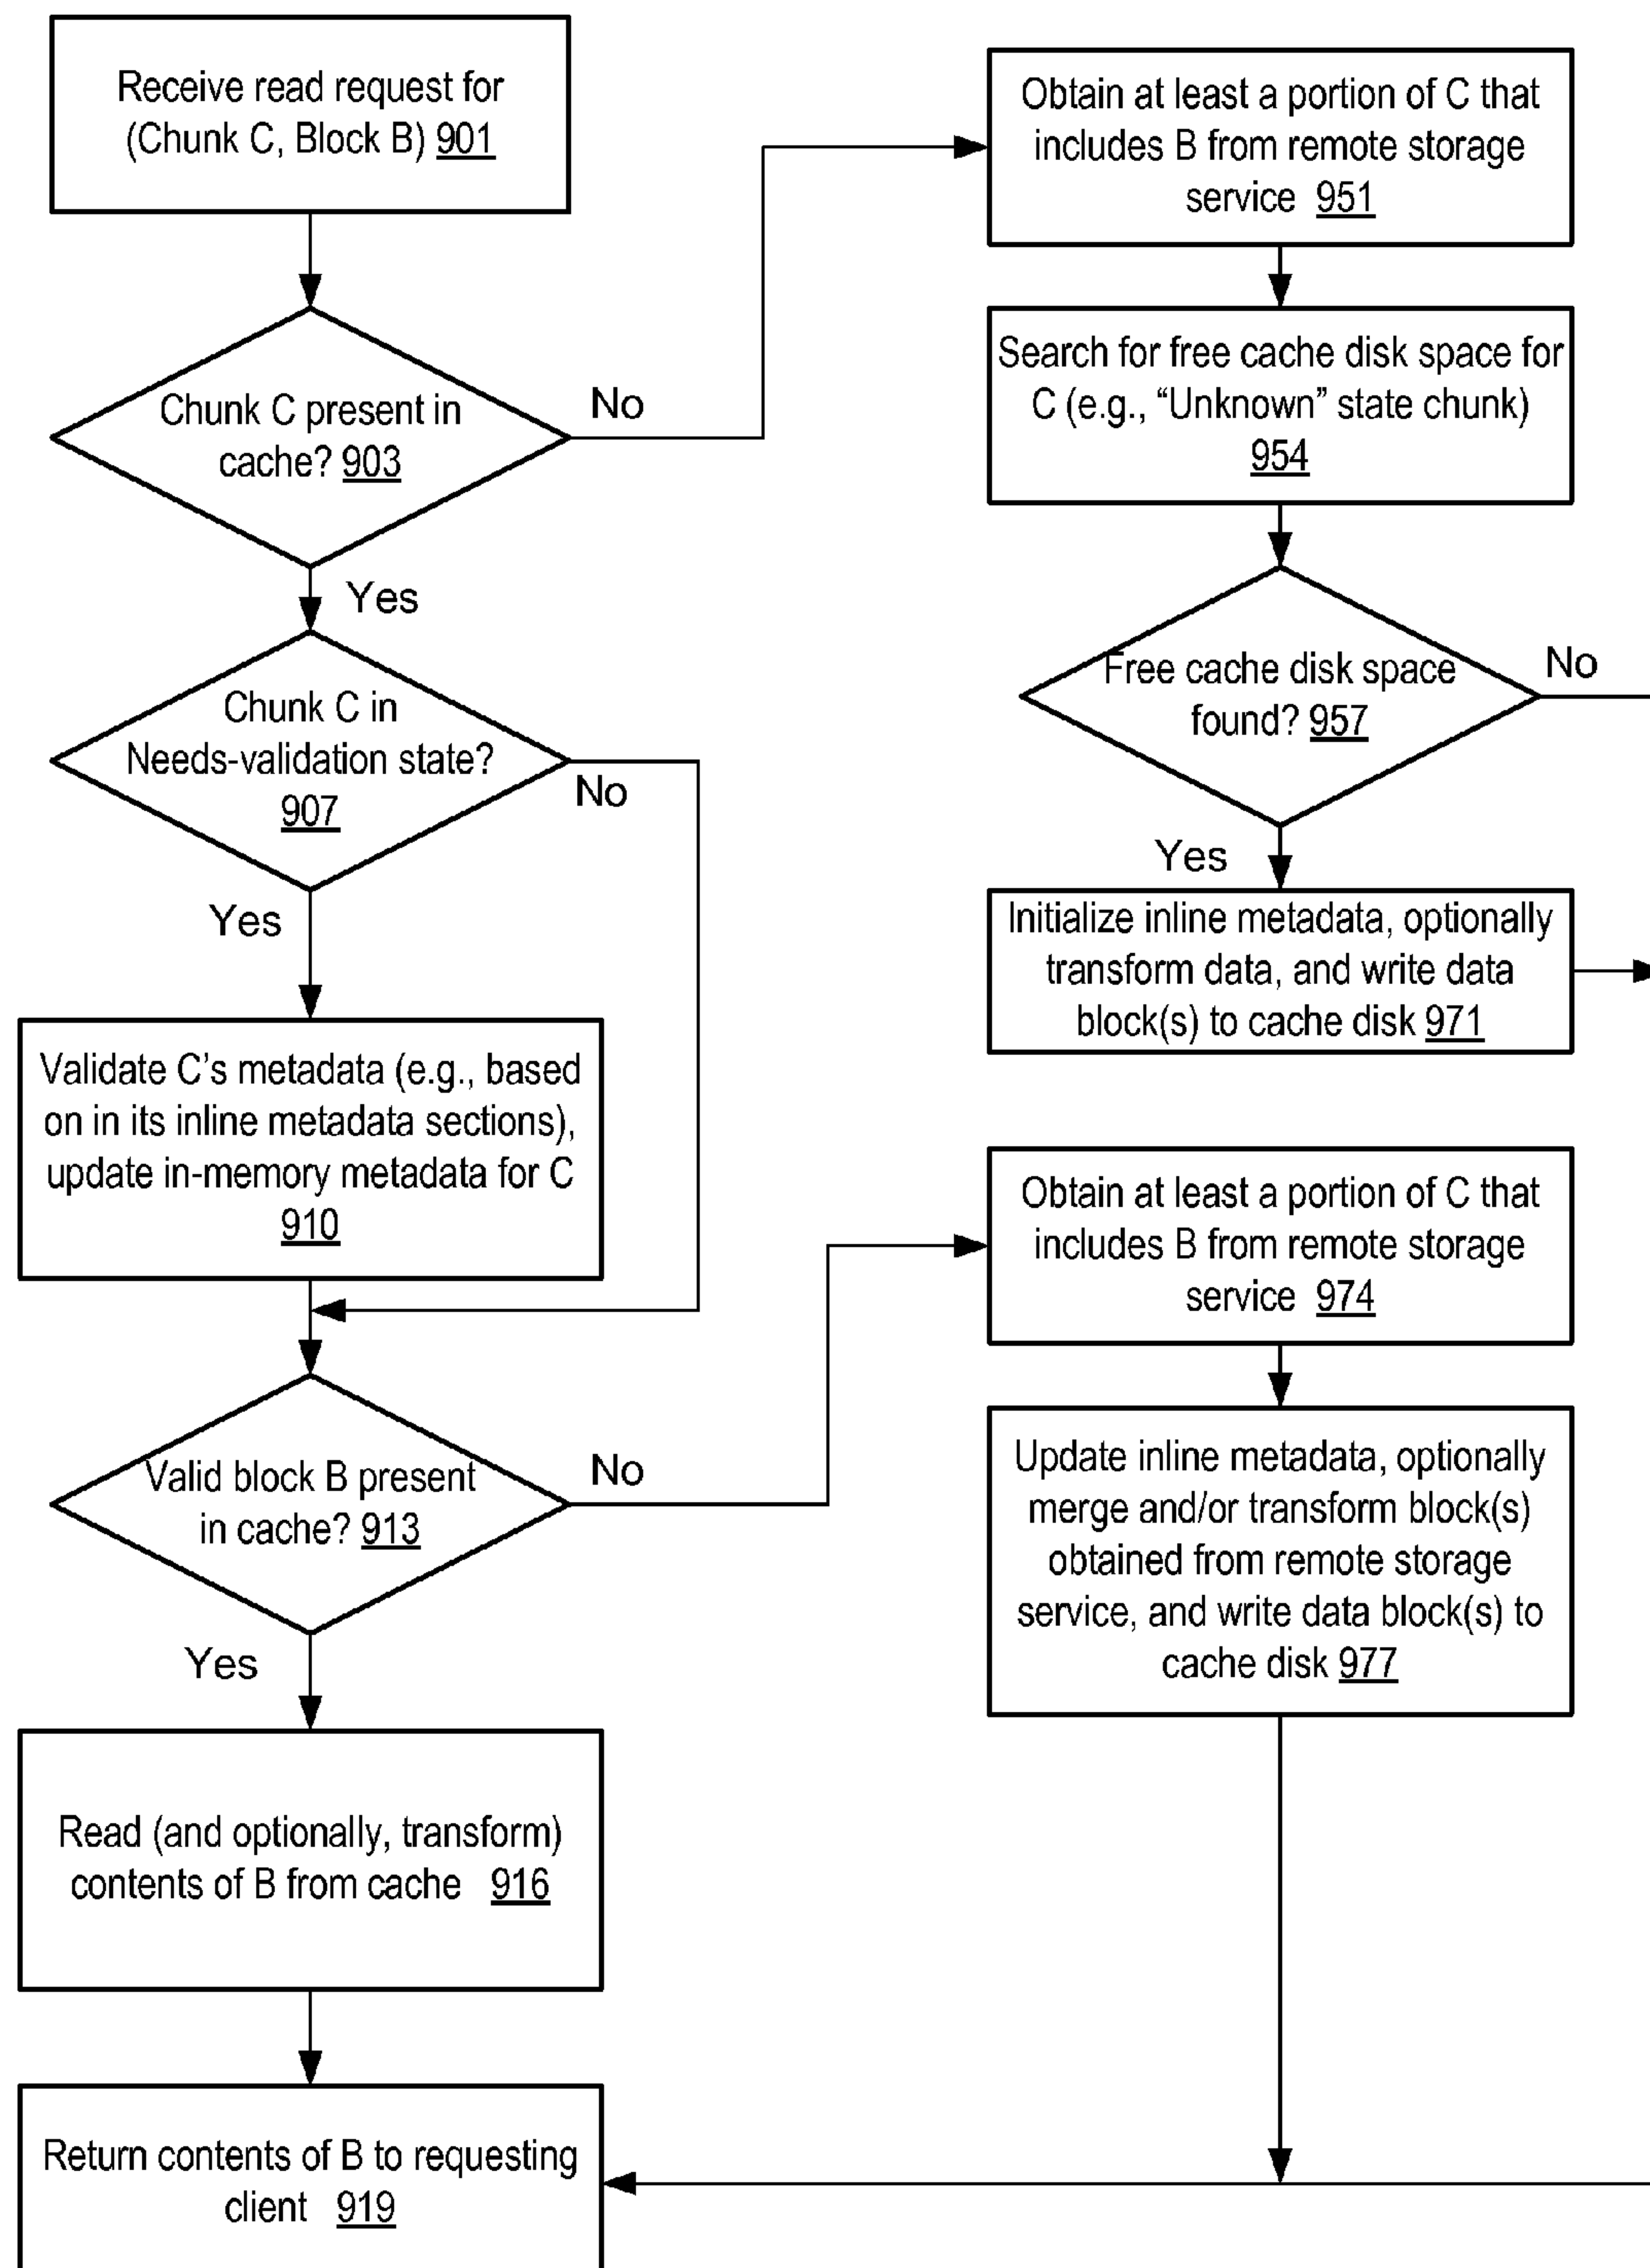 Receive read request for
(Chunk C, Block B) 901
Chunk C present in
cache? 903
No
Yes
Chunk C in
Needs-validation state?
907
No
Yes
Validate C's metadata (e.g., based
on in its inline metadata sections),
update in-memory metadata for C
910
Valid block B present
in cache? 913
No
Yes
Read (and optionally, transform)
contents of B from cache 916
Return contents of B to requesting
client 919
Obtain at least a portion of C that
includes B from remote storage
service 951
Search for free cache disk space for
C (e.g., “Unknown” state chunk)
954
Free cache disk space
found? 957
No
Yes
Initialize inline metadata, optionally
transform data, and write data
block(s) to cache disk 971
Obtain at least a portion of C that
includes B from remote storage
service 974
Update inline metadata, optionally
merge and/or transform block(s)
obtained from remote storage
service, and write data block(s) to
cache disk 977